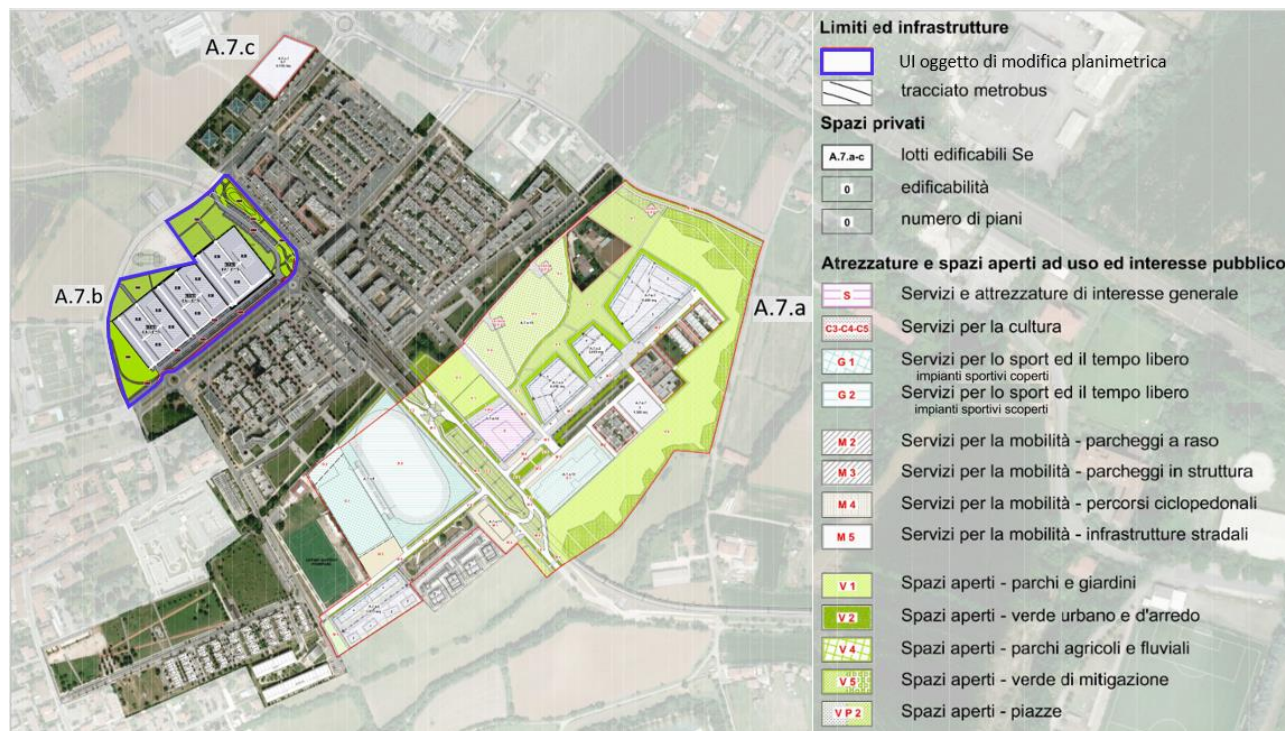 A.7.c
A.7.b
A.7.a
Limiti ed infrastrutture
UI oggetto di modifica planimetrica
tracciato metrobus
Spazi privati
A.7.a-c lotti edificabili Se
0 edificabilità
0 numero di piani
Atrezzature e spazi aperti ad uso ed interesse pubblico
S Servizi e attrezzature di interesse generale
C3-C4-C5 Servizi per la cultura
G 1 Servizi per lo sport ed il tempo libero
impianti sportivi coperti
G 2 Servizi per lo sport ed il tempo libero
impianti sportivi scoperti
M 2 Servizi per la mobilità - parcheggi a raso
M 3 Servizi per la mobilità - parcheggi in struttura
M 4 Servizi per la mobilità - percorsi ciclopedonali
M 5 Servizi per la mobilità - infrastrutture stradali
V 1 Spazi aperti - parchi e giardini
V 2 Spazi aperti - verde urbano e d'arredo
V 4 Spazi aperti - parchi agricoli e fluviali
V 5 Spazi aperti - verde di mitigazione
V P 2 Spazi aperti - piazze